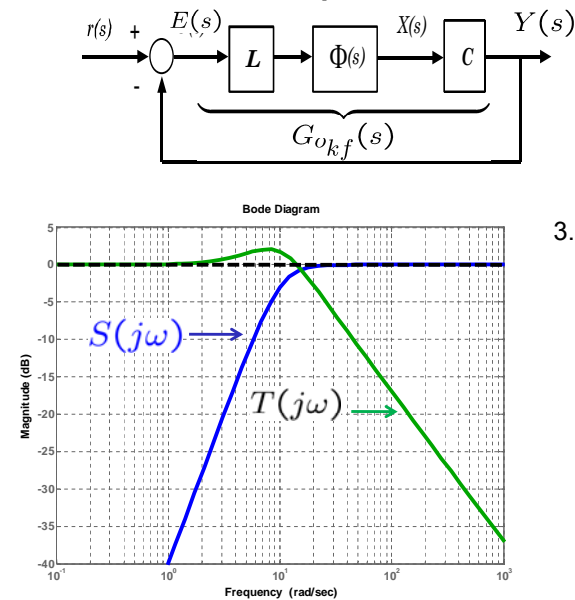 r(s) + E(s) X(s) Y(s)
L Φ(s) C
-
G_{o_{kf}}(s)
Bode Diagram
3.
Magnitude (dB)
5
0
-5
-10
-15
-20
-25
-30
-35
-40
S(jω)
T(jω)
10^{-1} 10^{0} 10^{1} 10^{2} 10^{3}
Frequency (rad/sec)